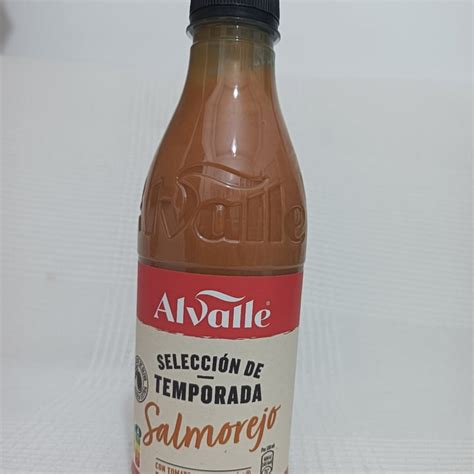 Alvalle
Alvalle
SELECCIÓN DE
TEMPORADA
Salmorejo
CON TOMATE